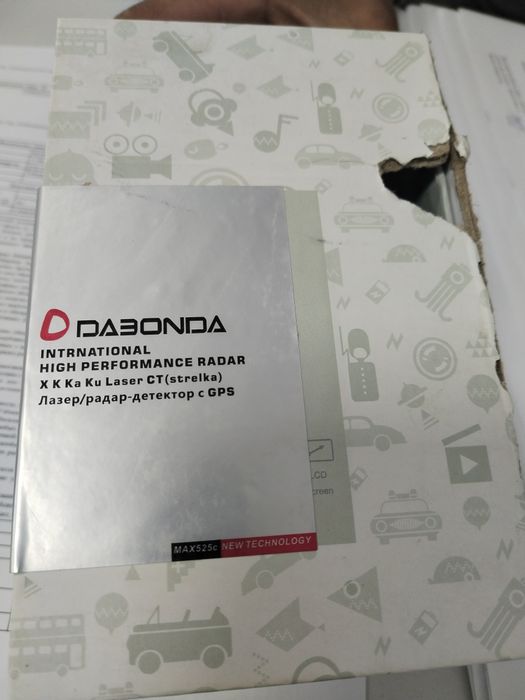 DABONDA
INTRNATIONAL
HIGH PERFORMANCE RADAR
X K Ka Ku Laser CT(strelka)
Лазер/радар-детектор с GPS
LCD
creen
MAX525c NEW TECHNOLOGY